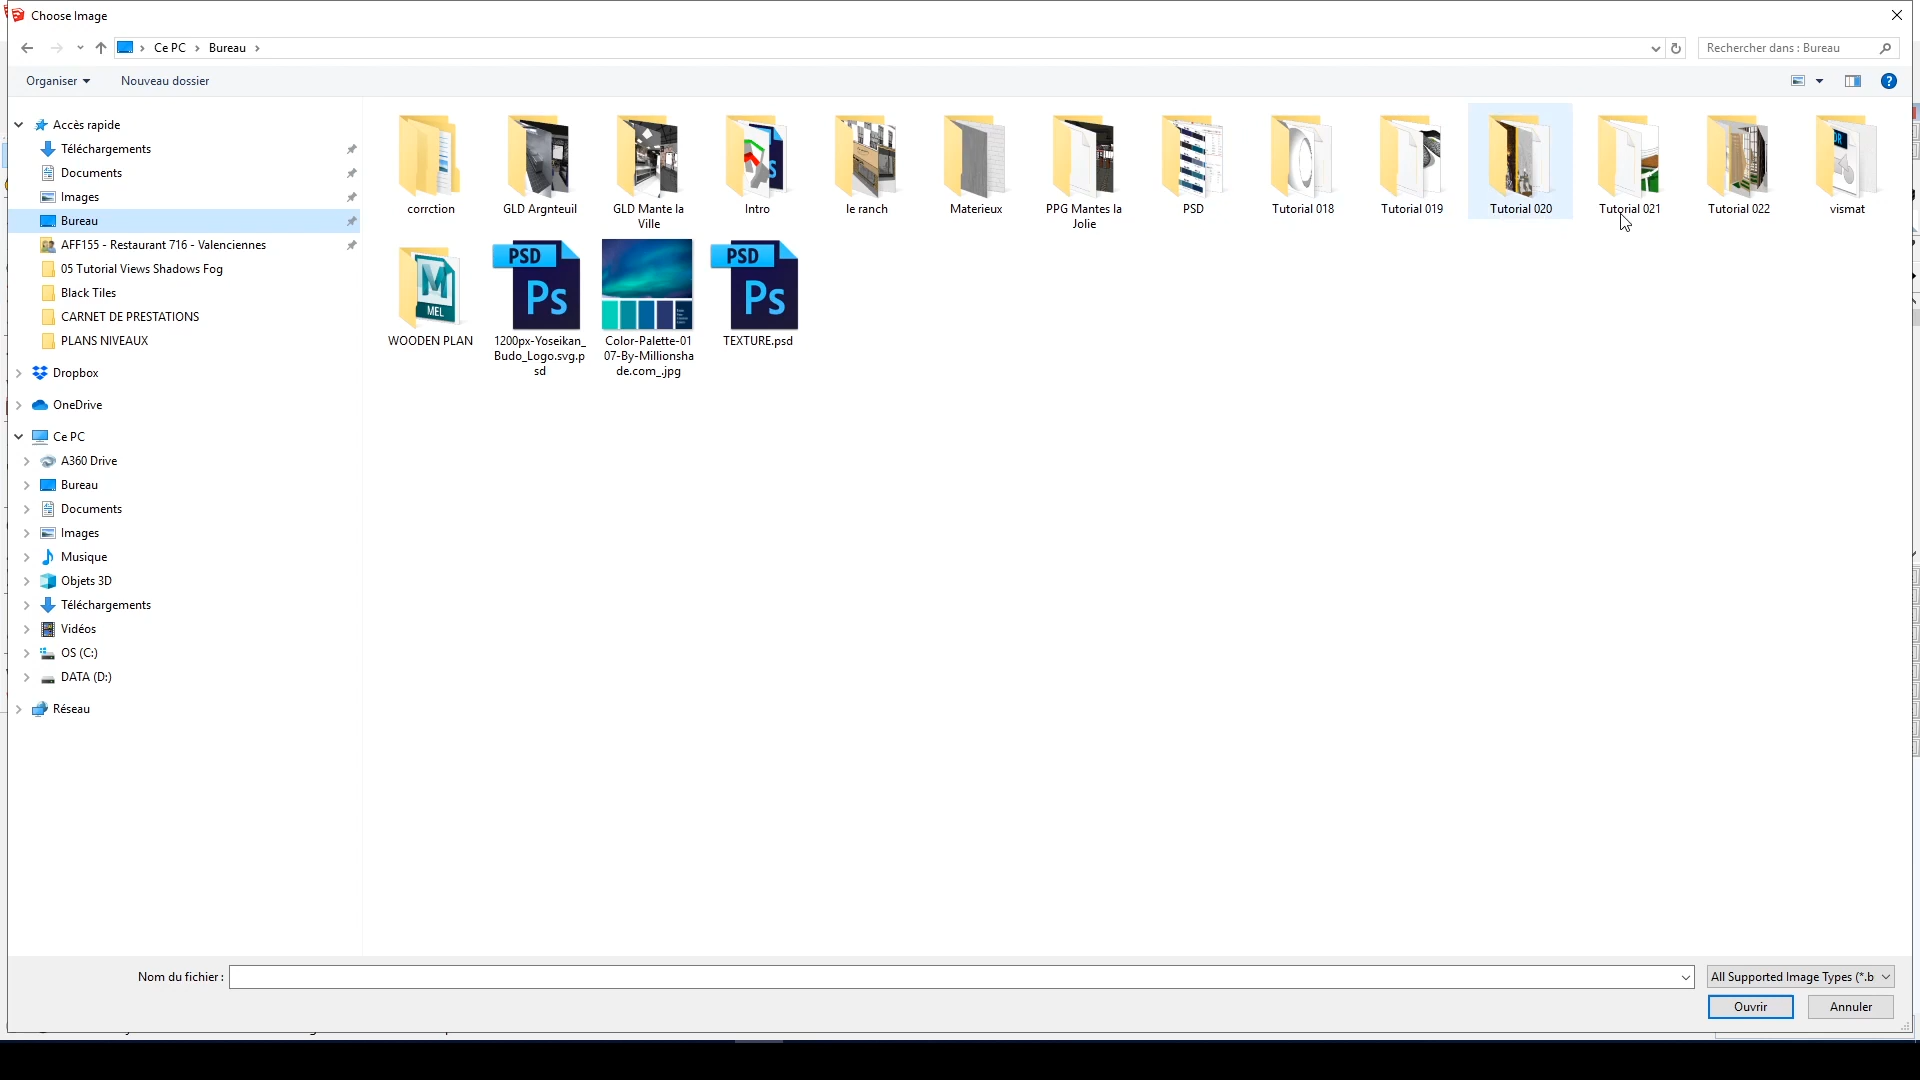 Choose Image
Ce PC
Bureau
Rechercher dans : Bureau
Organiser
Nouveau dossier
Accès rapide
Téléchargements
Documents
Images
Bureau
AFF155 - Restaurant 716 - Valenciennes
05 Tutorial Views Shadows Fog
Black Tiles
CARNET DE PRESTATIONS
PLANS NIVEAUX
Dropbox
OneDrive
Ce PC
A360 Drive
Bureau
Documents
Images
Musique
Objets 3D
Téléchargements
Vidéos
OS (C:)
DATA (D:)
Réseau
corrction
GLD Argnteuil
GLD Mante la
Ville
Intro
le ranch
Materieux
PPG Mantes la
Jolie
PSD
Tutorial 018
Tutorial 019
Tutorial 020
Tutorial 021
Tutorial 022
vismat
MEL
WOODEN PLAN
PSD
Ps
1200px-Yoseikan_
Budo_Logo.svg.p
sd
Color-Palette-01
07-By-Millionsha
de.com_.jpg
PSD
Ps
TEXTURE.psd
Nom du fichier :
All Supported Image Types (*.b
Ouvrir
Annuler